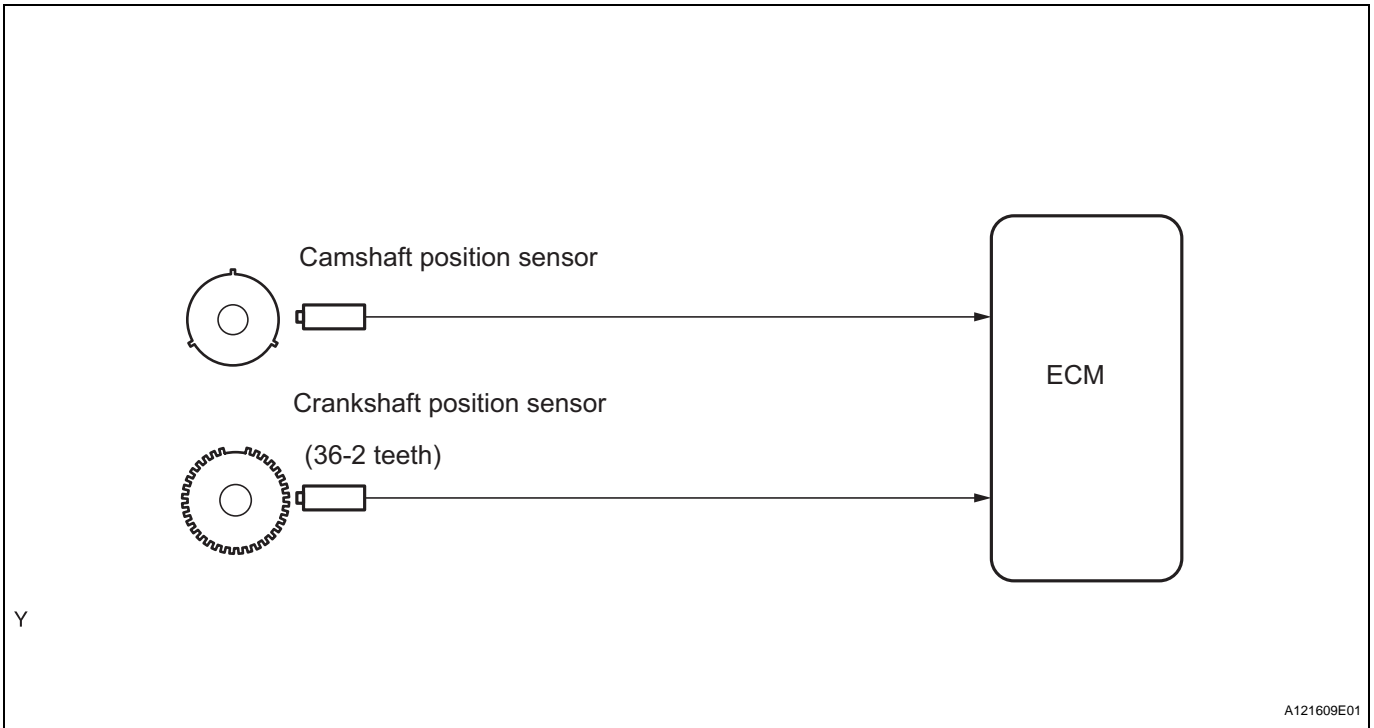 Camshaft position sensor
ECM
Crankshaft position sensor
(36-2 teeth)
Y
A121609E01